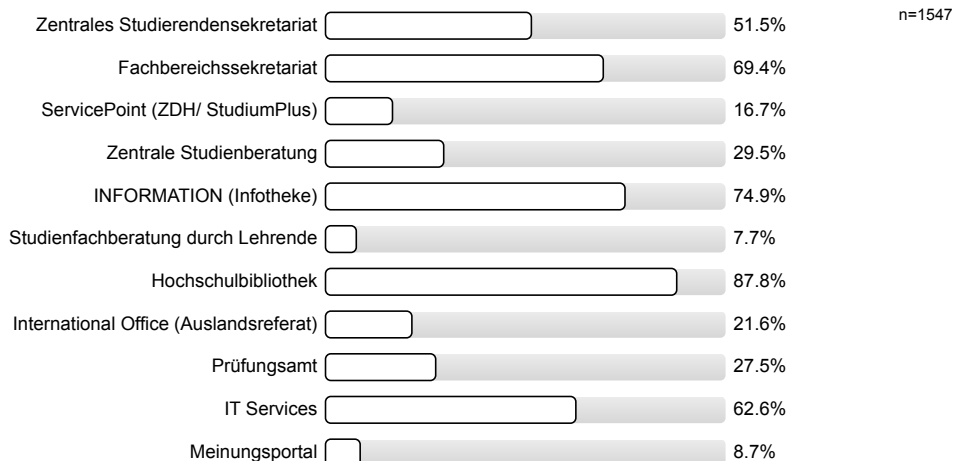 n=1547
Zentrales Studierendensekretariat 51.5%
Fachbereichssekretariat 69.4%
ServicePoint (ZDH/ StudiumPlus) 16.7%
Zentrale Studienberatung 29.5%
INFORMATION (Infotheke) 74.9%
Studienfachberatung durch Lehrende 7.7%
Hochschulbibliothek 87.8%
International Office (Auslandsreferat) 21.6%
Prüfungsamt 27.5%
IT Services 62.6%
Meinungsportal 8.7%